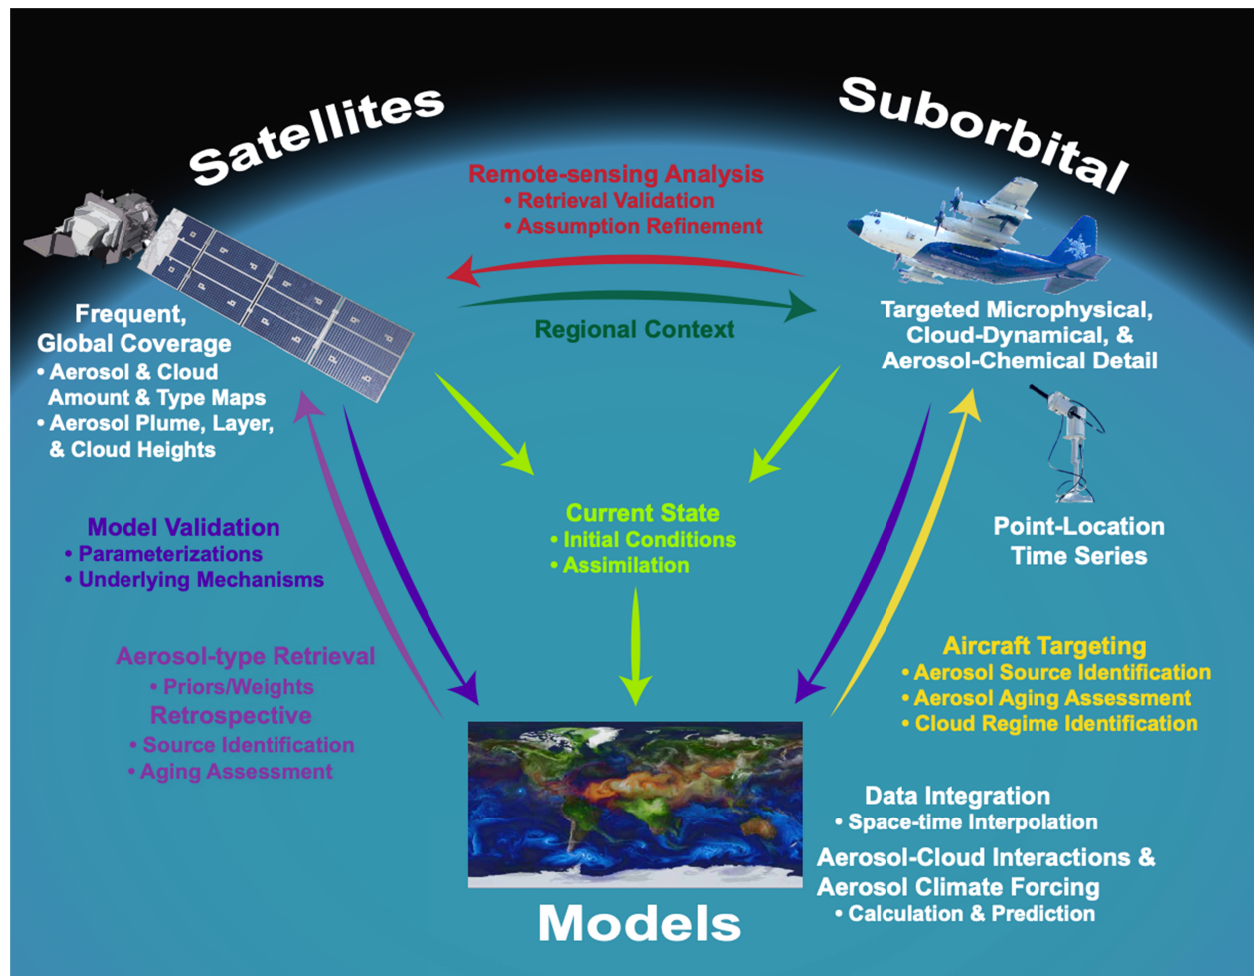 Satellites
Suborbital
Remote-sensing Analysis
• Retrieval Validation
• Assumption Refinement
Regional Context
Frequent,
Global Coverage
• Aerosol & Cloud
Amount & Type Maps
• Aerosol Plume, Layer,
& Cloud Heights
Targeted Microphysical,
Cloud-Dynamical, &
Aerosol-Chemical Detail
Point-Location
Time Series
Current State
• Initial Conditions
• Assimilation
Model Validation
• Parameterizations
• Underlying Mechanisms
Aerosol-type Retrieval
• Priors/Weights
Retrospective
• Source Identification
• Aging Assessment
Aircraft Targeting
• Aerosol Source Identification
• Aerosol Aging Assessment
• Cloud Regime Identification
Data Integration
• Space-time Interpolation
Aerosol-Cloud Interactions &
Aerosol Climate Forcing
• Calculation & Prediction
Models